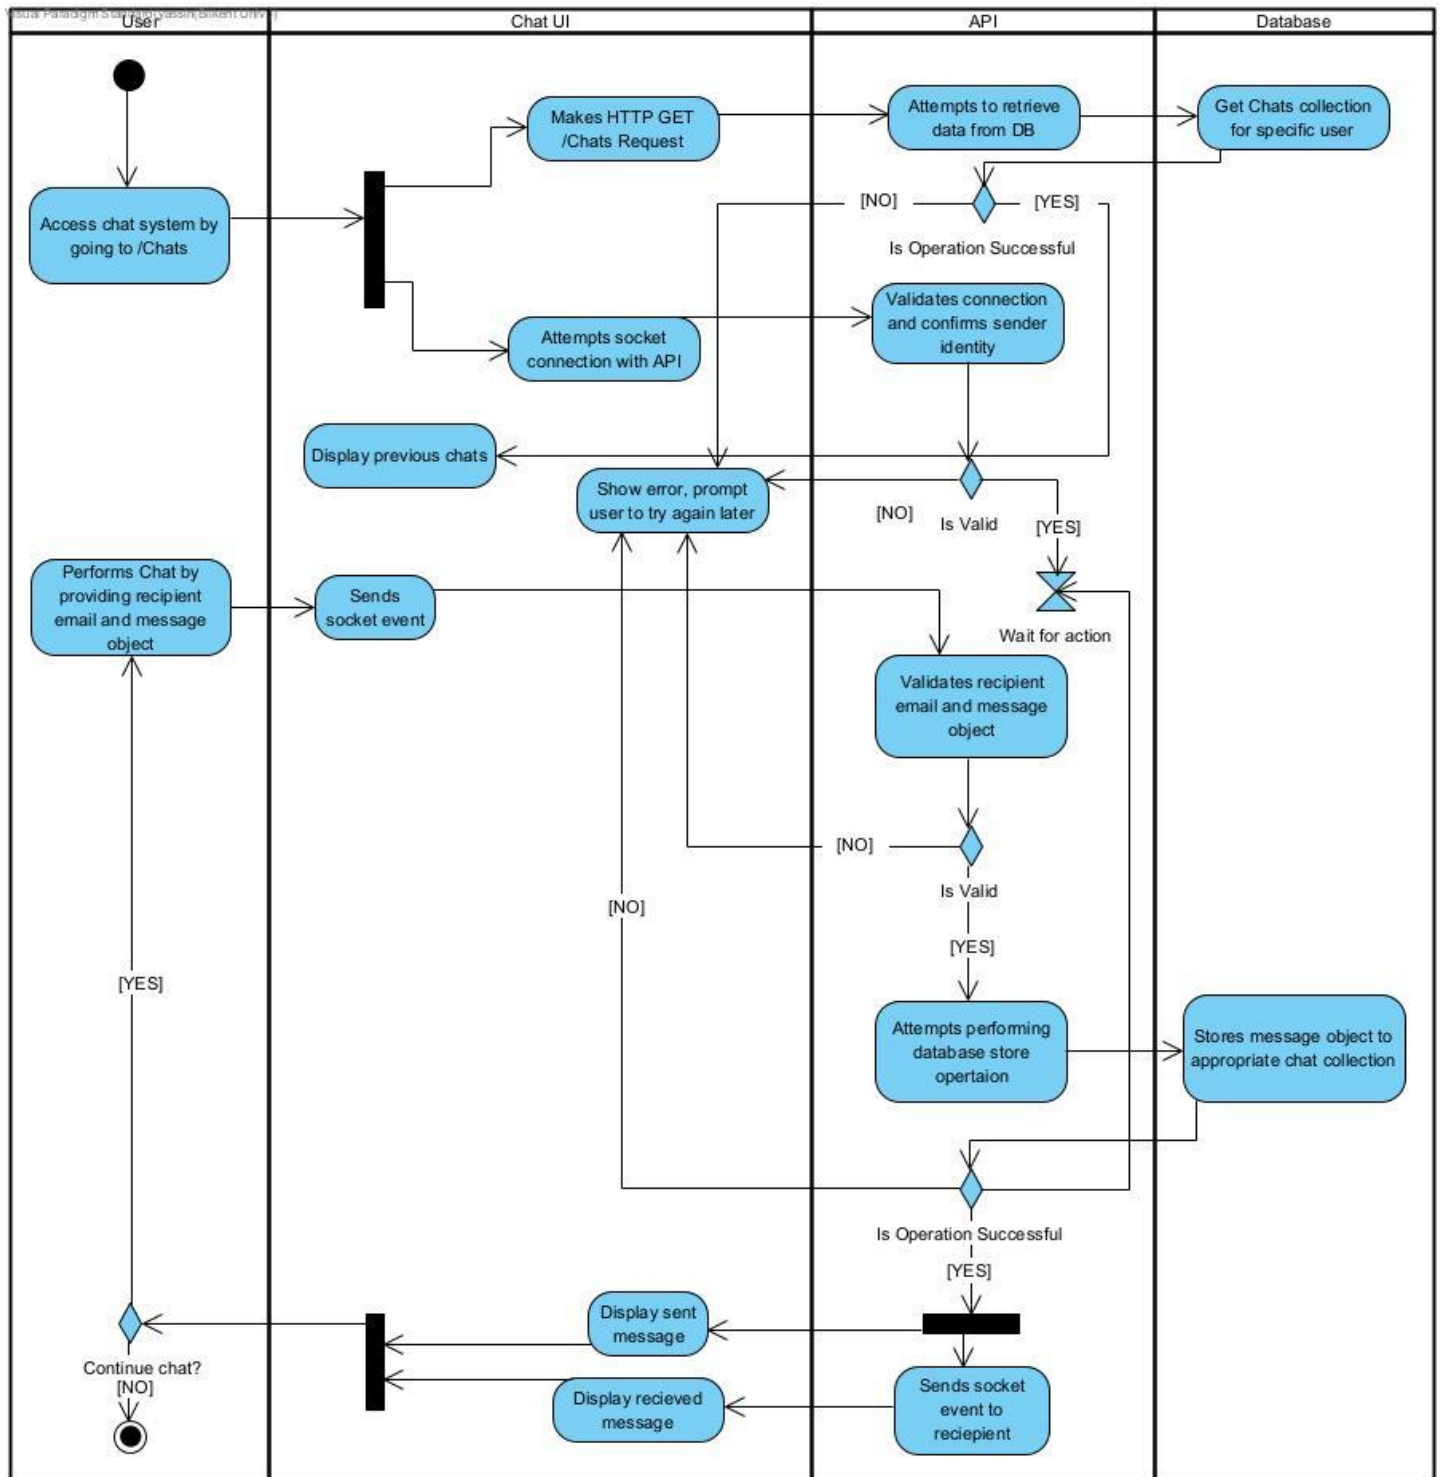 Visual Paradigm Standard(yassin(Bilkent Univ.))
User
Chat UI
API
Database
Makes HTTP GET
/Chats Request
Attempts to retrieve
data from DB
Get Chats collection
for specific user
Access chat system by
going to /Chats
[NO]
[YES]
Is Operation Successful
Validates connection
and confirms sender
identity
Attempts socket
connection with API
Display previous chats
Show error, prompt
user to try again later
[NO]
Is Valid
[YES]
Performs Chat by
providing recipient
email and message
object
Sends
socket event
Wait for action
Validates recipient
email and message
object
[NO]
Is Valid
[NO]
[YES]
[YES]
Attempts performing
database store
opertaion
Stores message object to
appropriate chat collection
Is Operation Successful
[YES]
Display sent
message
Continue chat?
[NO]
Display recieved
message
Sends socket
event to
reciepient